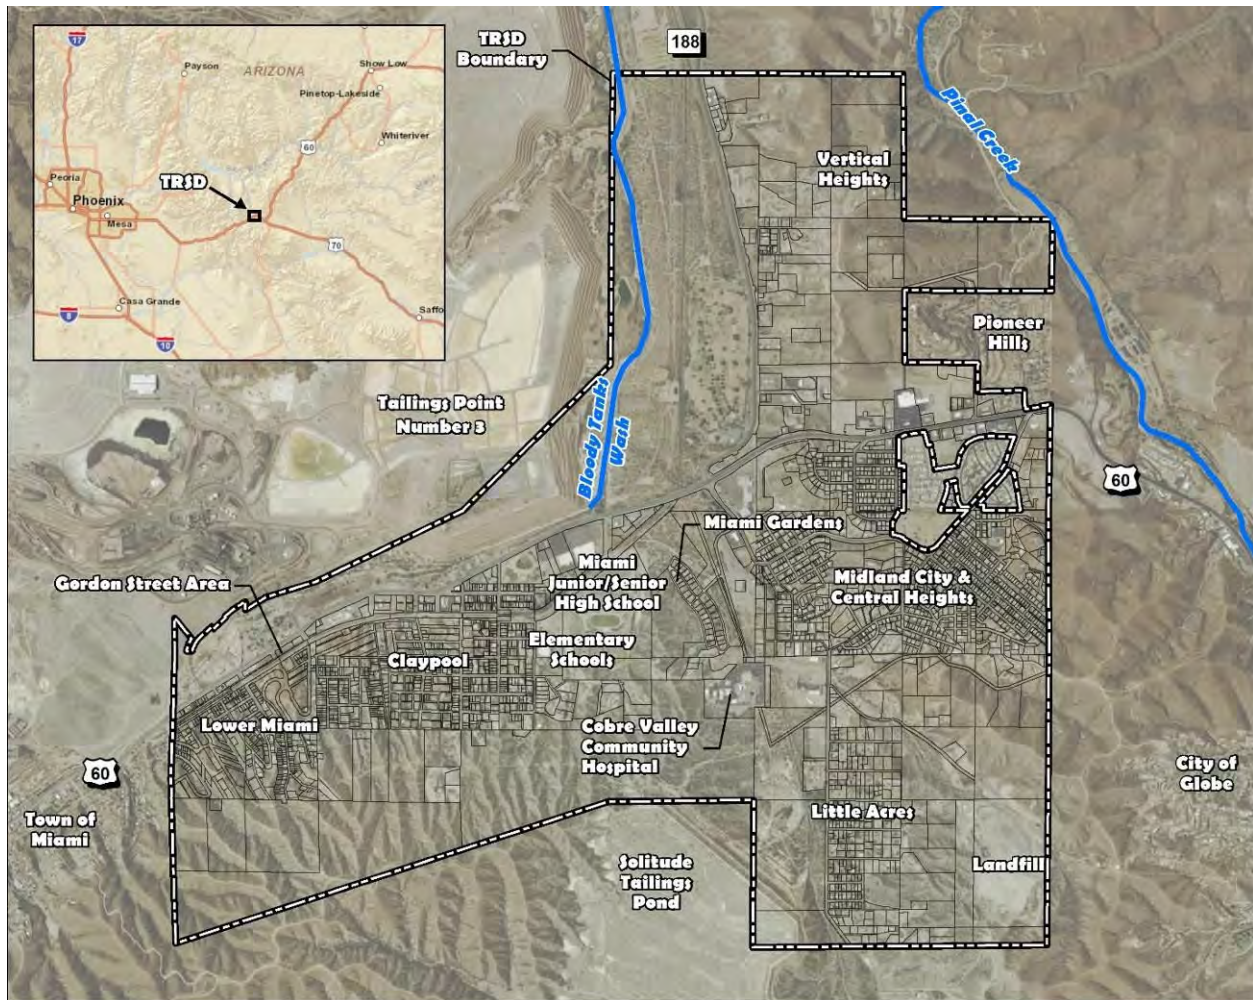 17
Payson
ARIZONA
Show Low
Pinetop-Lakeside
Whiteriver
60
TRSD
Peoria
Phoenix
Mesa
70
Casa Grande
8
10
Saffo
TRSD
Boundary
188
Pinal Creek
Vertical
Heights
Pioneer
Hills
Tailings Point
Number 3
Bloody Tanks
Wash
60
Miami Gardens
Gordon Street Area
Miami
Junior/Senior
High School
Midland City &
Central Heights
Elementary
Schools
Claypool
Lower Miami
Cobre Valley
Community
Hospital
60
City of
Globe
Town of
Miami
Little Acres
Solitude
Tailings
Pond
Landfill